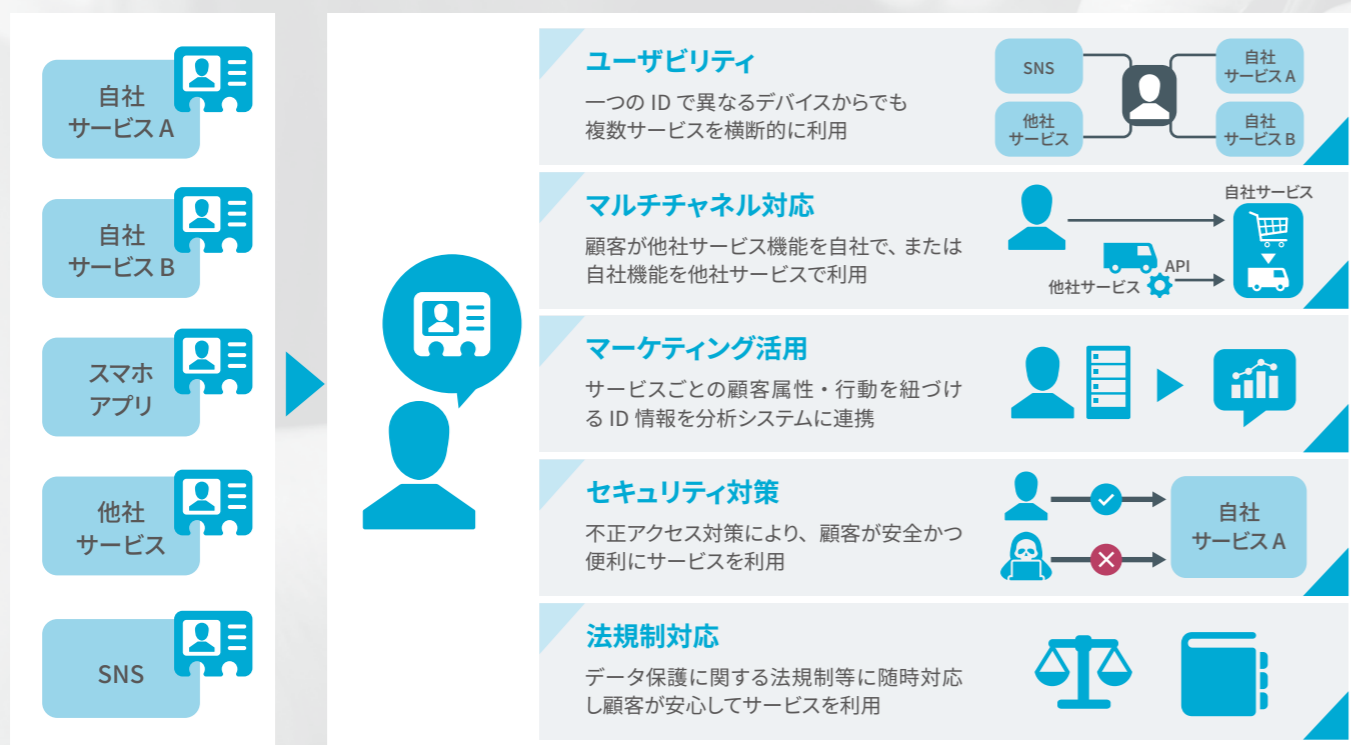 自社
サービス A
自社
サービス B
スマホ
アプリ
他社
サービス
SNS
ユーザビリティ
一つの ID で異なるデバイスからでも
複数サービスを横断的に利用
SNS
他社
サービス
自社
サービス A
自社
サービス B
マルチチャネル対応
顧客が他社サービス機能を自社で、または
自社機能を他社サービスで利用
自社サービス
API
他社サービス
マーケティング活用
サービスごとの顧客属性・行動を紐づけ
る ID 情報を分析システムに連携
セキュリティ対策
不正アクセス対策により、顧客が安全かつ
便利にサービスを利用
自社
サービス A
法規制対応
データ保護に関する法規制等に随時対応
し顧客が安心してサービスを利用